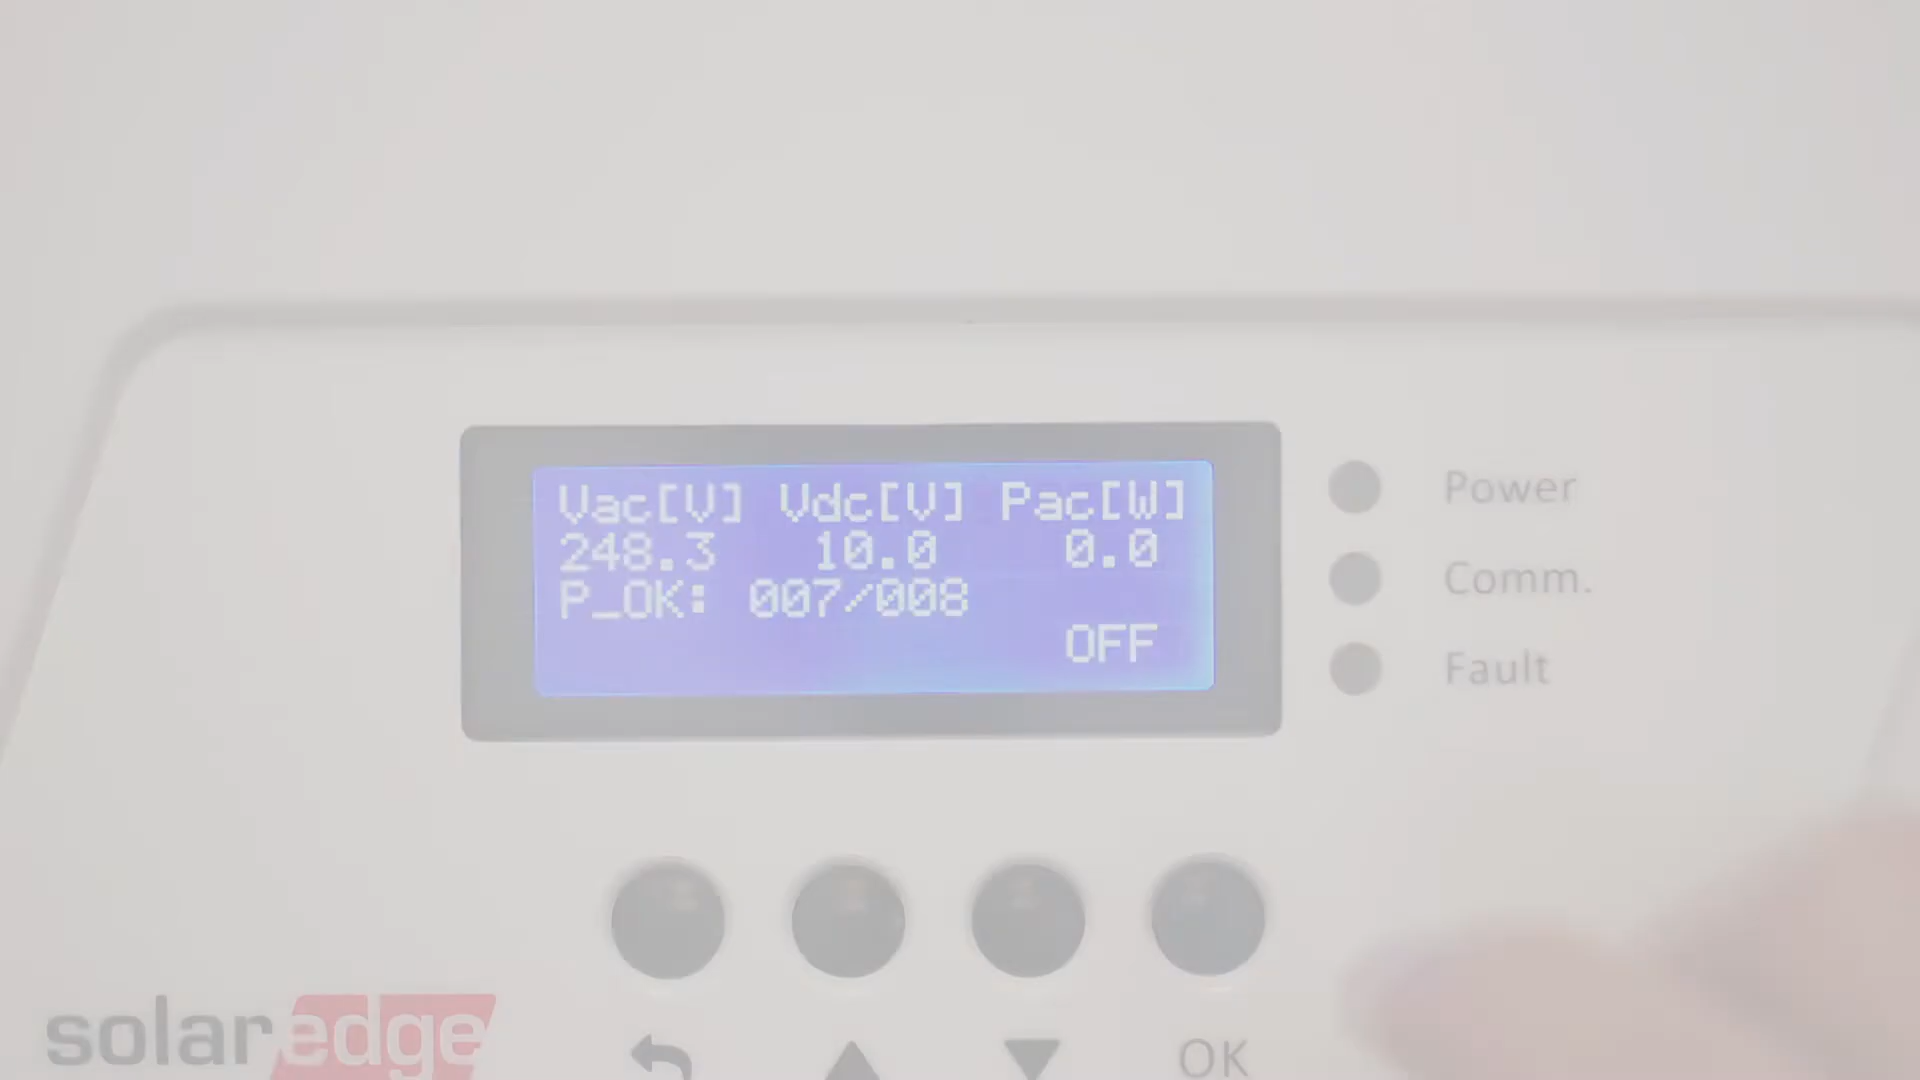 Vac[V] Vdc[V] Pac[W]
248.3 10.0 0.0
P_OK: 007/008
OFF
Power
Comm.
Fault
solaredge
OK